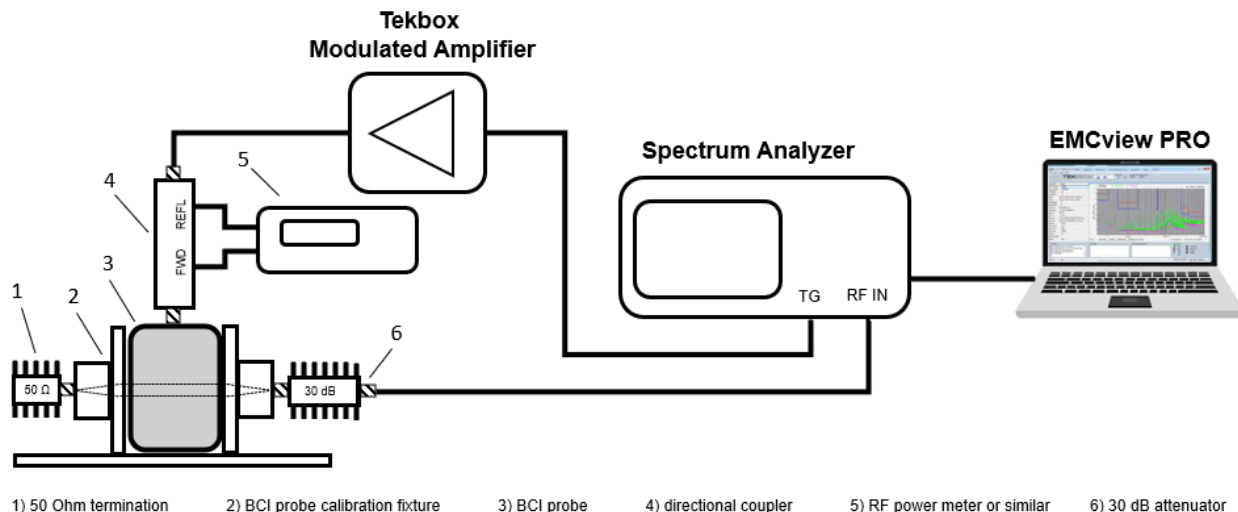 Tekbox
Modulated Amplifier
EMCview PRO
Spectrum Analyzer
5
4
REFL
FWD
3
TG RF IN
1
2
6
50 Ω
30 dB
1) 50 Ohm termination 2) BCI probe calibration fixture 3) BCI probe 4) directional coupler 5) RF power meter or similar 6) 30 dB attenuator